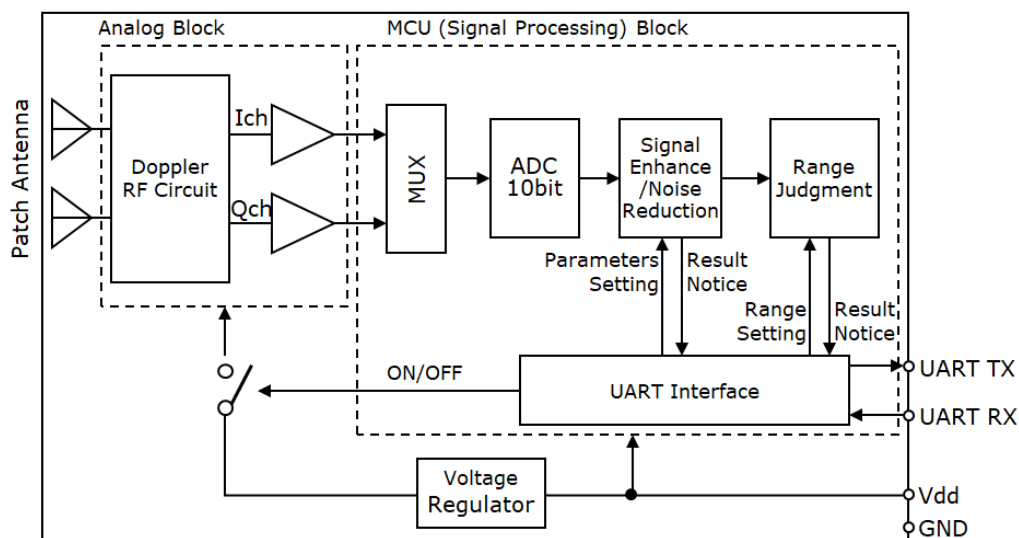 Analog Block
MCU (Signal Processing) Block
Patch Antenna
Doppler
RF Circuit
Ich
Qch
MUX
ADC
10bit
Signal
Enhance
/Noise
Reduction
Range
Judgment
Parameters
Setting
Result
Notice
Range
Setting
Result
Notice
ON/OFF
UART Interface
UART TX
UART RX
Voltage
Regulator
Vdd
GND